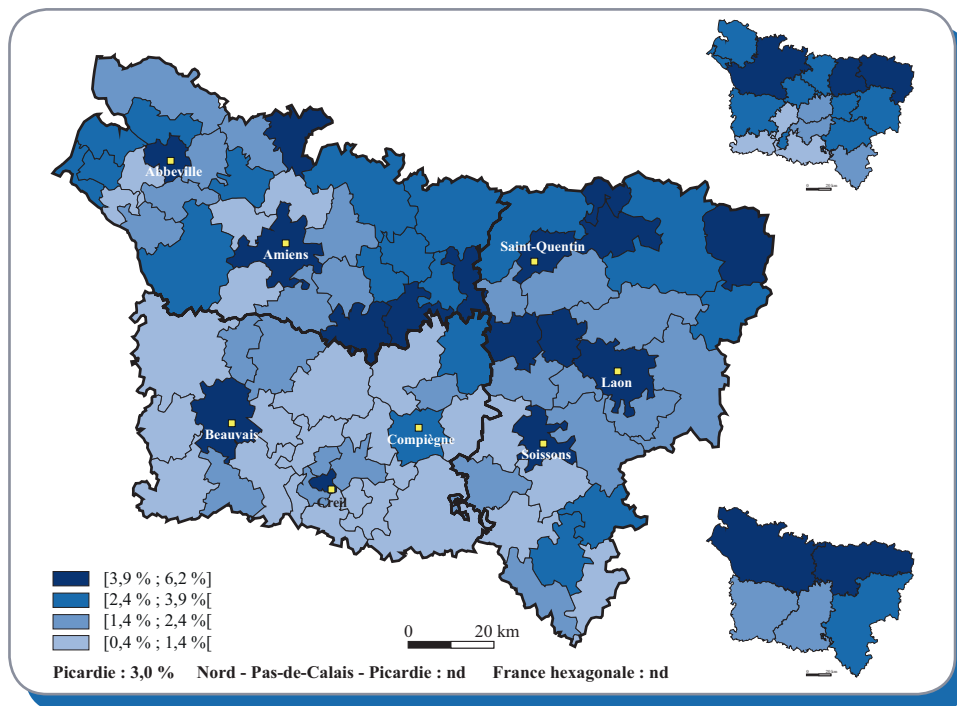 Abbeville
Amiens
Saint-Quentin
Laon
Beauvais
Compiègne
Soissons
Creil
[3,9 % ; 6,2 %]
[2,4 % ; 3,9 %[
[1,4 % ; 2,4 %[
[0,4 % ; 1,4 %[
0 20 km
Picardie : 3,0 % Nord - Pas-de-Calais - Picardie : nd France hexagonale : nd